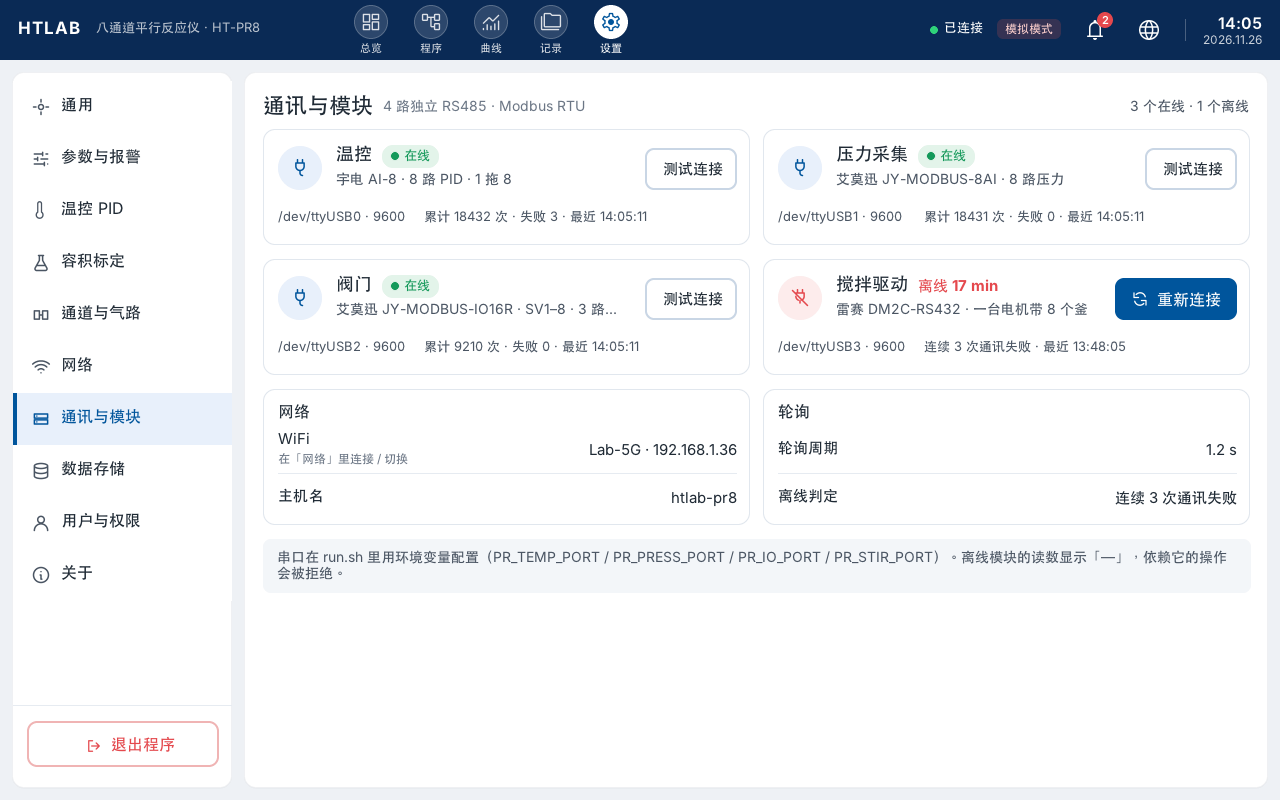 HTLAB 八通道平行反应仪 · HT-PR8
总览 程序 曲线 记录 设置
已连接 模拟模式 2 14:05
2026.11.26
通用
参数与报警
温控 PID
容积标定
通道与气路
网络
通讯与模块
数据存储
用户与权限
关于
退出程序
通讯与模块 4 路独立 RS485 · Modbus RTU 3 个在线 · 1 个离线
温控 在线
宇电 AI-8 · 8 路 PID · 1 拖 8
测试连接
/dev/ttyUSB0 · 9600 累计 18432 次 · 失败 3 · 最近 14:05:11
压力采集 在线
艾莫迅 JY-MODBUS-8AI · 8 路压力
测试连接
/dev/ttyUSB1 · 9600 累计 18431 次 · 失败 0 · 最近 14:05:11
阀门 在线
艾莫迅 JY-MODBUS-IO16R · SV1–8 · 3 路...
测试连接
/dev/ttyUSB2 · 9600 累计 9210 次 · 失败 0 · 最近 14:05:11
搅拌驱动 离线 17 min
雷赛 DM2C-RS432 · 一台电机带 8 个釜
重新连接
/dev/ttyUSB3 · 9600 连续 3 次通讯失败 · 最近 13:48:05
网络
WiFi
在「网络」里连接 / 切换
Lab-5G · 192.168.1.36
主机名 htlab-pr8
轮询
轮询周期 1.2 s
离线判定 连续 3 次通讯失败
串口在 run.sh 里用环境变量配置（PR_TEMP_PORT / PR_PRESS_PORT / PR_IO_PORT / PR_STIR_PORT）。离线模块的读数显示「—」，依赖它的操作
会被拒绝。